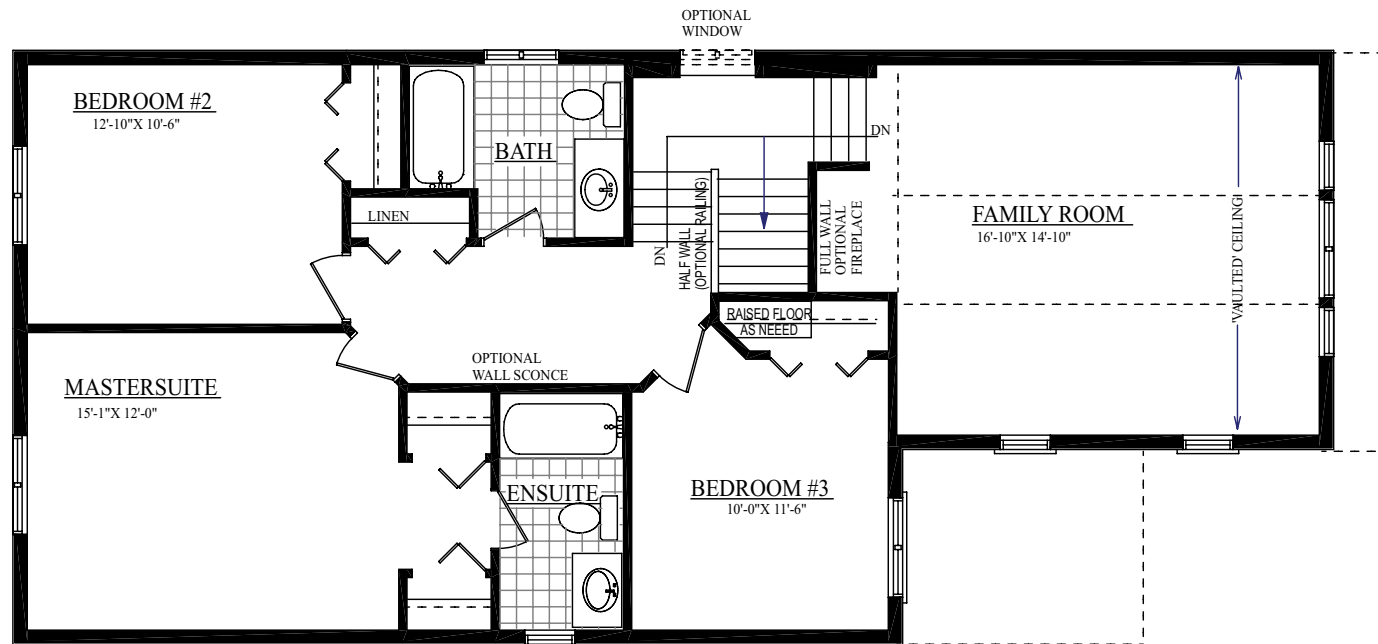 OPTIONAL
WINDOW
BEDROOM #2
12'-10"X 10'-6"
BATH
LINEN
DN
DN
HALF WALL
(OPTIONAL RAILING)
FULL WALL
OPTIONAL
FIREPLACE
FAMILY ROOM
16'-10"X 14'-10"
'VAULTED' CEILING
RAISED FLOOR
AS NEEED
OPTIONAL
WALL SCONCE
MASTERSUITE
15'-1"X 12'-0"
ENSUITE
BEDROOM #3
10'-0"X 11'-6"